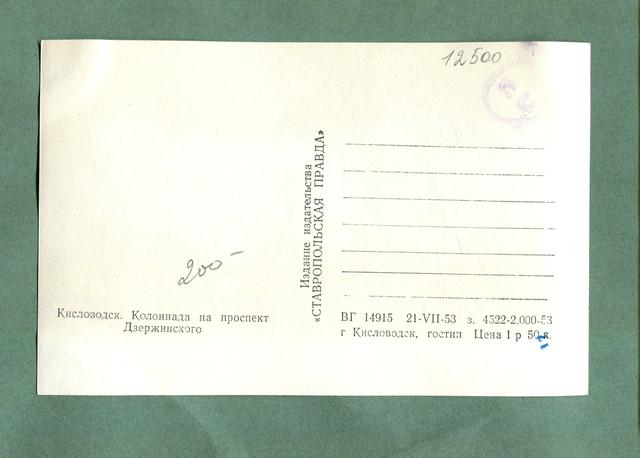 12500
Издание издательства
«СТАВРОПОЛЬСКАЯ ПРАВДА»
200-
Кисловодск. Колоннада на проспект
Дзержинского
ВГ 14915 21-VII-53 з. 4522-2.000-53
г Кисловодск, гостип Цена 1 р 50 к.